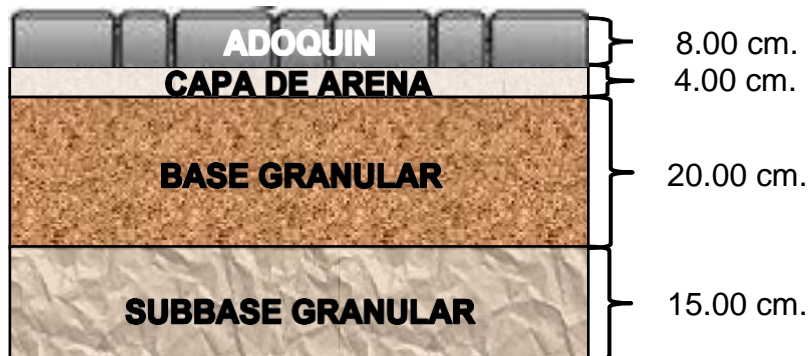 ADOQUIN
8.00 cm.
CAPA DE ARENA
4.00 cm.
BASE GRANULAR
20.00 cm.
SUBBASE GRANULAR
15.00 cm.